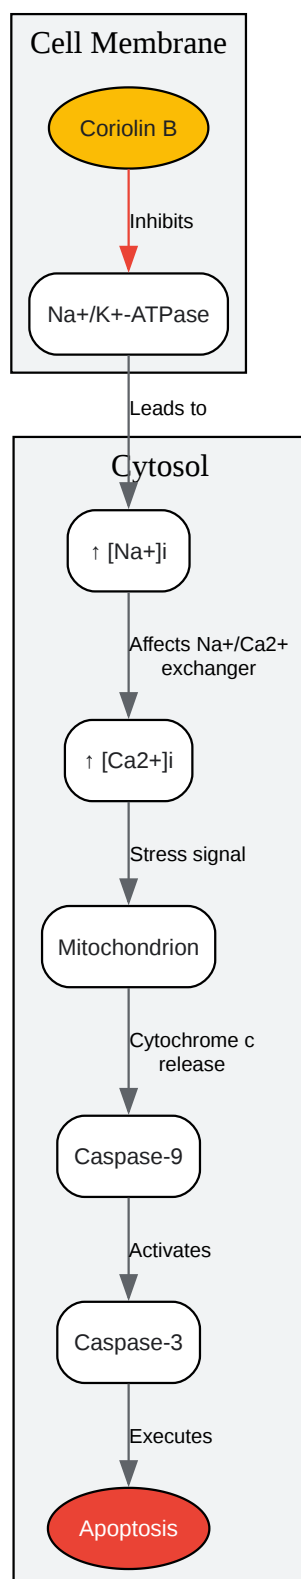 Cell Membrane
Coriolin B
Inhibits
Na+/K+-ATPase
Leads to
Cytosol
↑ [Na+]i
Affects Na+/Ca2+
exchanger
↑ [Ca2+]i
Stress signal
Mitochondrion
Cytochrome c
release
Caspase-9
Activates
Caspase-3
Executes
Apoptosis